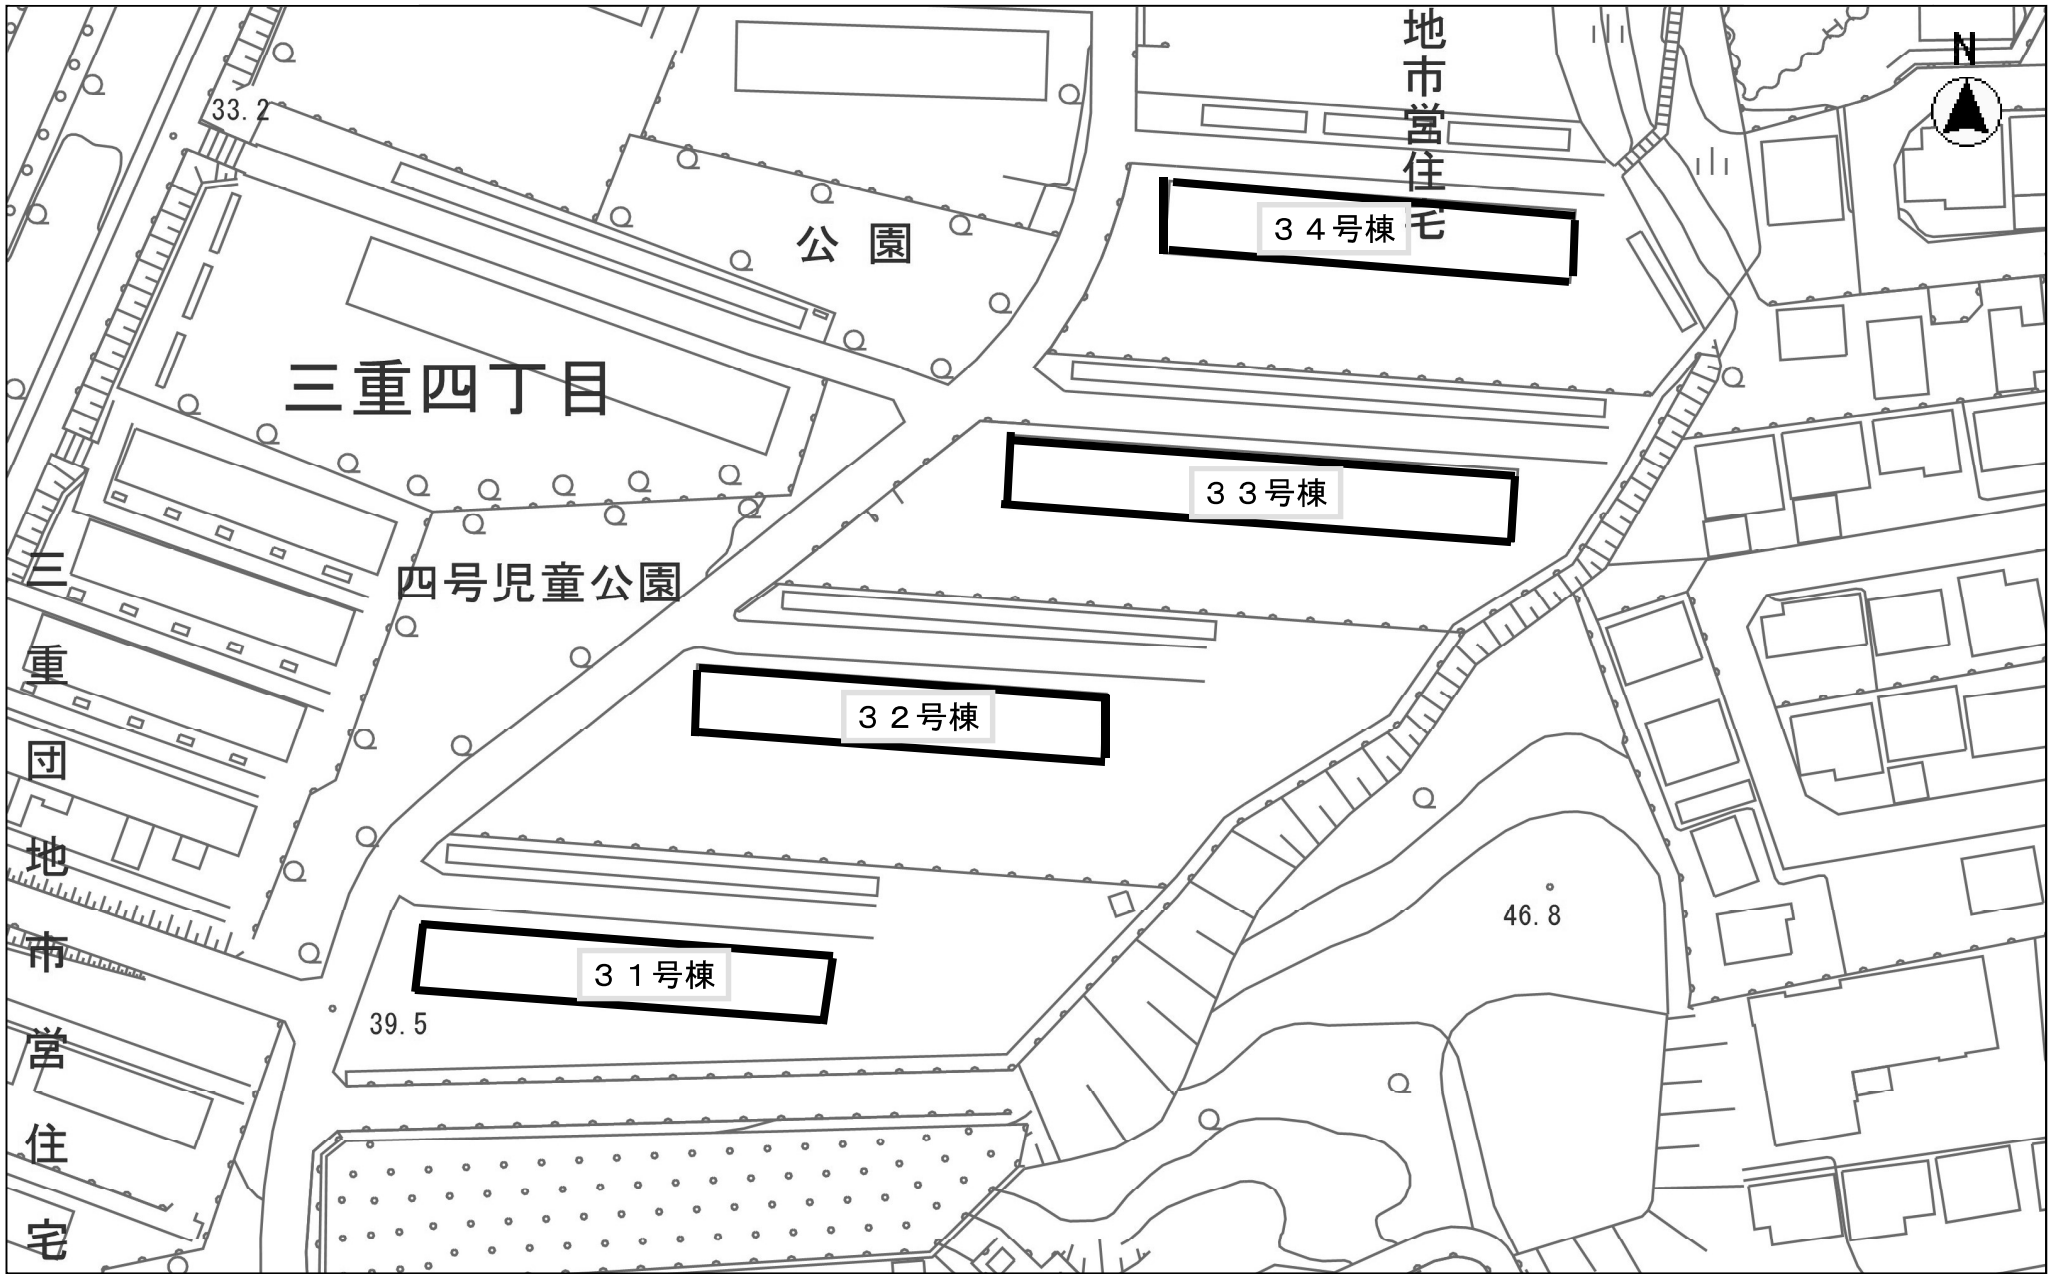 地市営住宅
N
33.2
３４号棟
公園
三重四丁目
３３号棟
四号児童公園
三重団地市営住宅
３２号棟
46.8
３１号棟
39.5